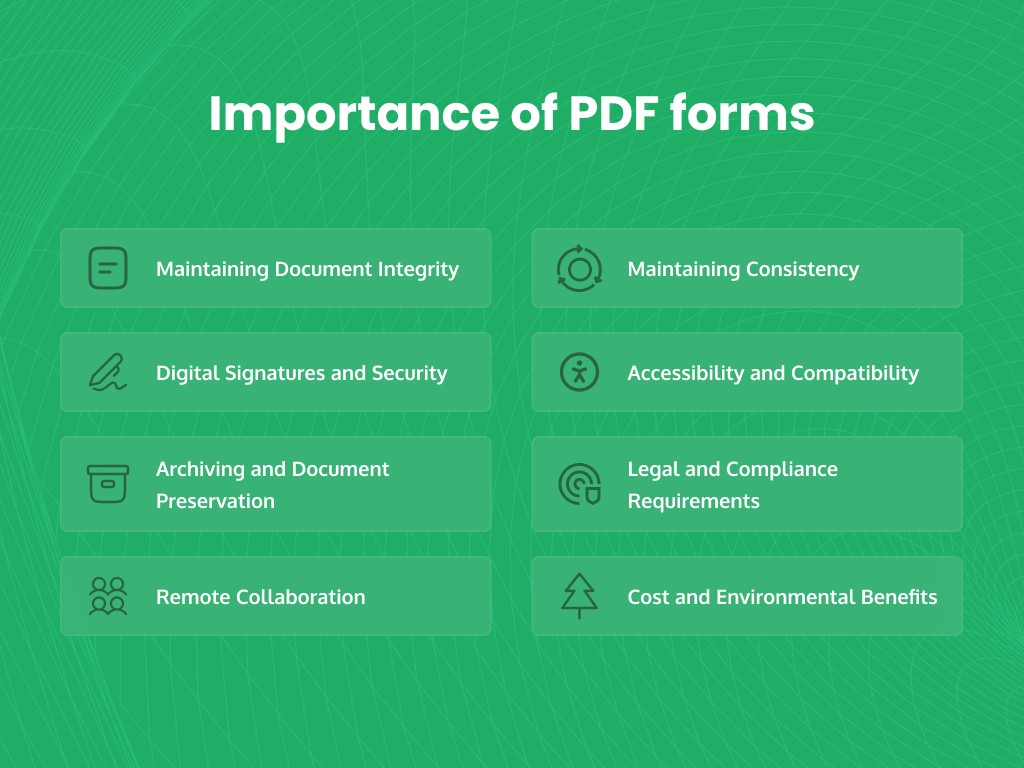 Importance of PDF forms
Maintaining Document Integrity
Maintaining Consistency
Digital Signatures and Security
Accessibility and Compatibility
Archiving and Document
Preservation
Legal and Compliance
Requirements
Remote Collaboration
Cost and Environmental Benefits